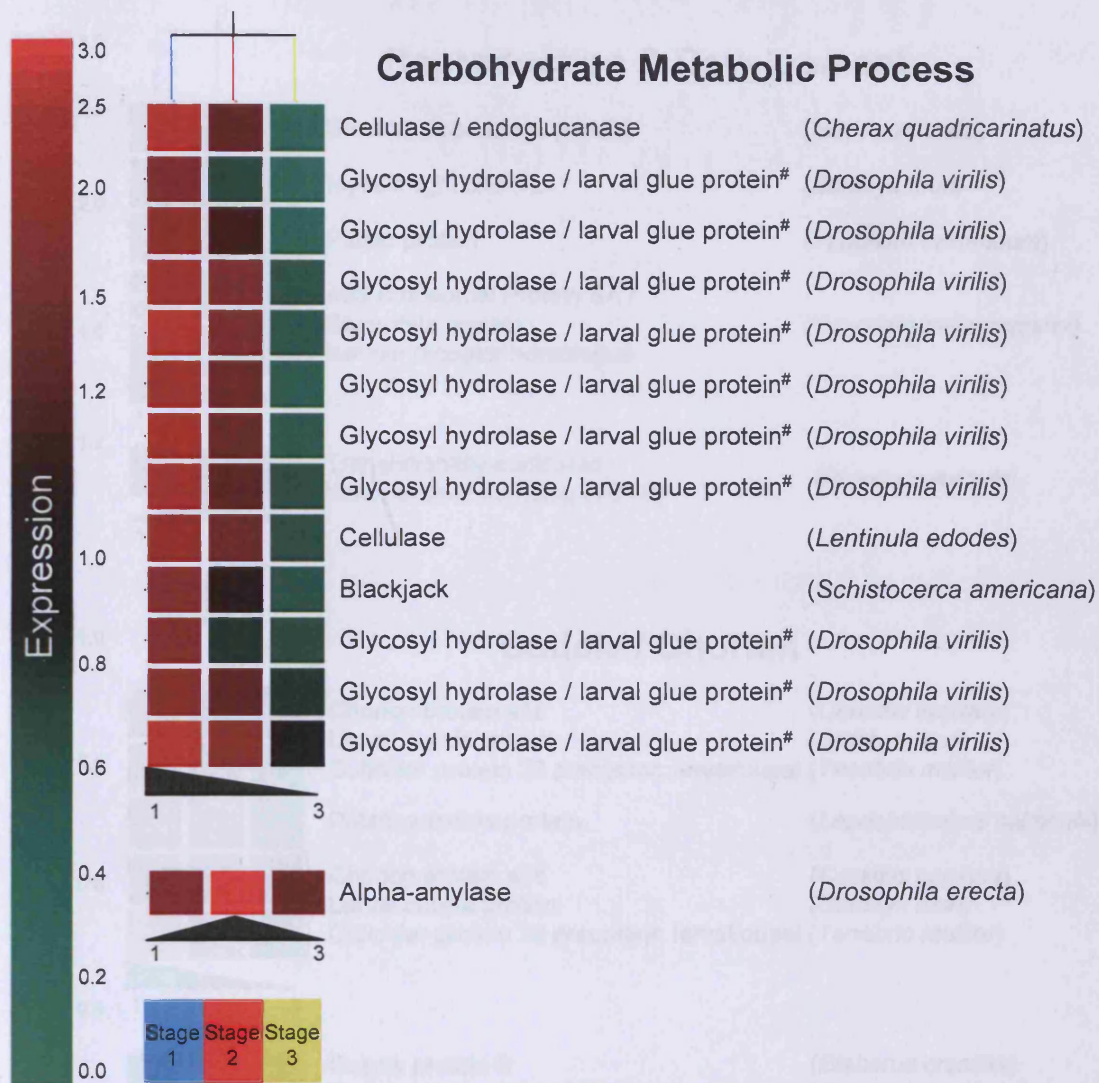 Carbohydrate Metabolic Process
Expression
3.0
2.5
2.0
1.5
1.2
1.0
0.8
0.6
0.4
0.2
0.0
Cellulase / endoglucanase (Cherax quadricarinatus)
Glycosyl hydrolase / larval glue protein# (Drosophila virilis)
Glycosyl hydrolase / larval glue protein# (Drosophila virilis)
Glycosyl hydrolase / larval glue protein# (Drosophila virilis)
Glycosyl hydrolase / larval glue protein# (Drosophila virilis)
Glycosyl hydrolase / larval glue protein# (Drosophila virilis)
Glycosyl hydrolase / larval glue protein# (Drosophila virilis)
Glycosyl hydrolase / larval glue protein# (Drosophila virilis)
Cellulase (Lentinula edodes)
Blackjack (Schistocerca americana)
Glycosyl hydrolase / larval glue protein# (Drosophila virilis)
Glycosyl hydrolase / larval glue protein# (Drosophila virilis)
Glycosyl hydrolase / larval glue protein# (Drosophila virilis)
1 3
Alpha-amylase (Drosophila erecta)
1 3
Stage Stage Stage
1 2 3